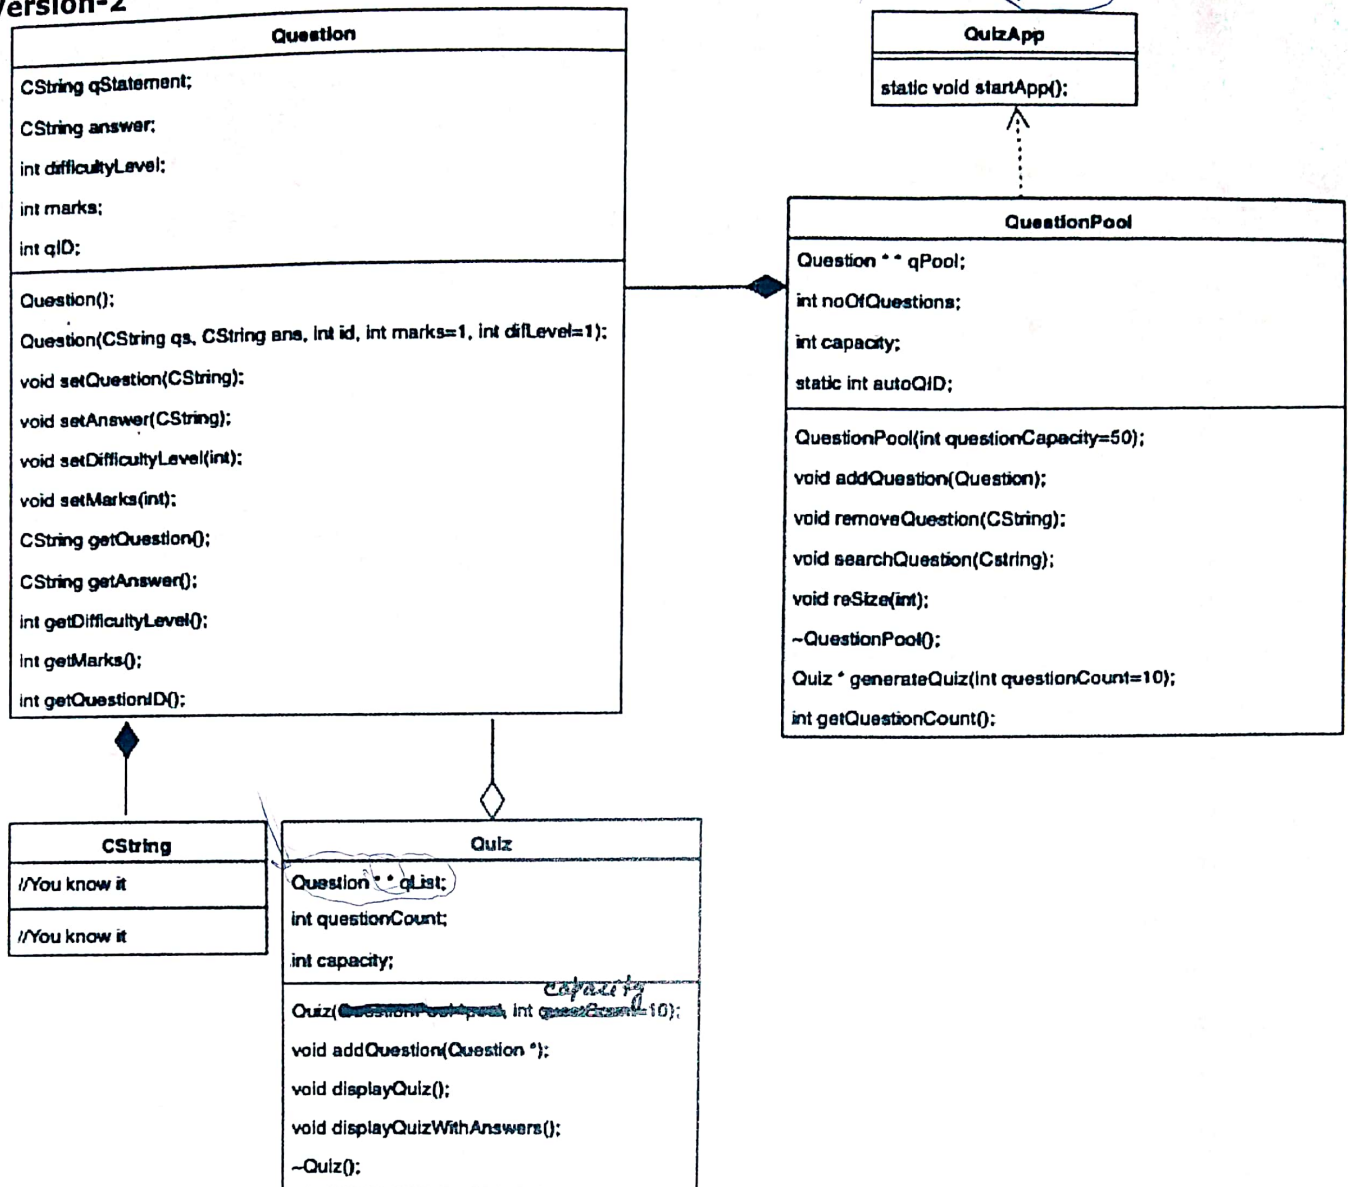 Version-2
Question
CString qStatement;
CString answer;
int difficultyLevel;
int marks;
int qID;
Question();
Question(CString qs, CString ans, int id, int marks=1, int difLevel=1);
void setQuestion(CString);
void setAnswer(CString);
void setDifficultyLevel(int);
void setMarks(int);
CString getQuestion();
CString getAnswer();
int getDifficultyLevel();
int getMarks();
int getQuestionID();
QuizApp
static void startApp();
QuestionPool
Question * * qPool;
int noOfQuestions;
int capacity;
static int autoQID;
QuestionPool(int questionCapacity=50);
void addQuestion(Question);
void removeQuestion(CString);
void searchQuestion(Cstring);
void reSize(int);
~QuestionPool();
Quiz * generateQuiz(int questionCount=10);
int getQuestionCount();
CString
//You know it
//You know it
Quiz
Question * * qList;
int questionCount;
int capacity;
capacity
Quiz(, int =10);
void addQuestion(Question *);
void displayQuiz();
void displayQuizWithAnswers();
~Quiz();